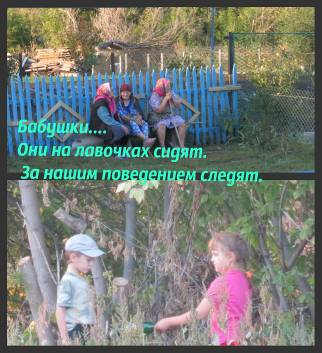 Бабушки....
Они на лавочках сидят.
За нашим поведением следят.